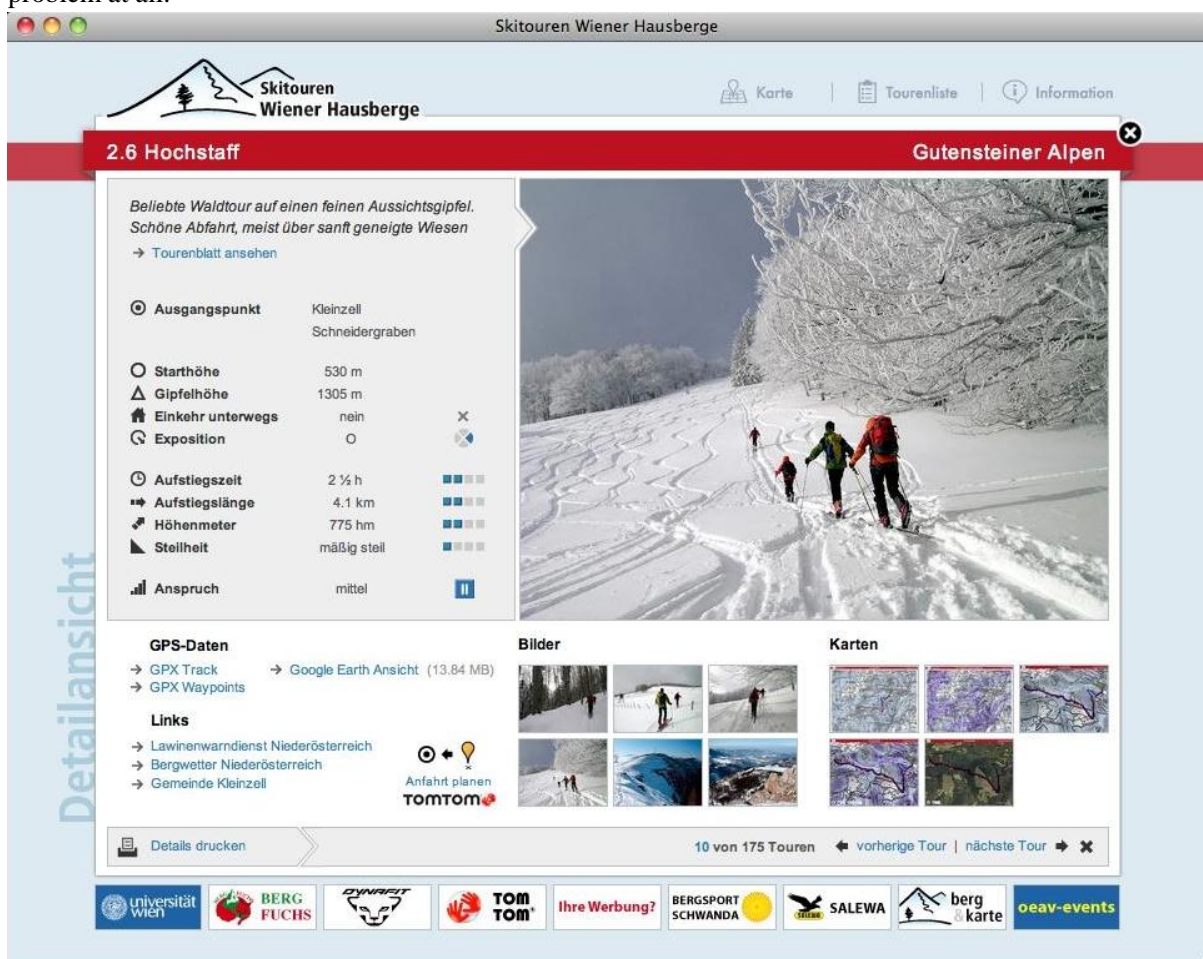 problem at all.
Skitouren Wiener Hausberge
Skitouren
Wiener Hausberge
Karte | Tourenliste | Information
2.6 Hochstaff Gutensteiner Alpen
Beliebte Waldtour auf einen feinen Aussichtsgipfel.
Schöne Abfahrt, meist über sanft geneigte Wiesen
→ Tourenblatt ansehen
Ausgangspunkt Kleinzell
Schneidergraben
Starthöhe 530 m
Gipfelhöhe 1305 m
Einkehr unterwegs nein
Exposition O
Aufstiegszeit 2 ½ h
Aufstiegslänge 4.1 km
Höhenmeter 775 hm
Steilheit mäßig steil
Anspruch mittel
Detailansicht
GPS-Daten
→ GPX Track → Google Earth Ansicht (13.84 MB)
→ GPX Waypoints
Links
→ Lawinenwarndienst Niederösterreich
→ Bergwetter Niederösterreich
→ Gemeinde Kleinzell
Anfahrt planen
TOMTOM
Bilder
Karten
Details drucken
10 von 175 Touren vorherige Tour | nächste Tour
universität
wien
BERG
FUCHS
DYNAFIT
TOM
TOM
Ihre Werbung?
BERGSPORT
SCHWANDA
SALEWA
berg
& karte
oeav-events